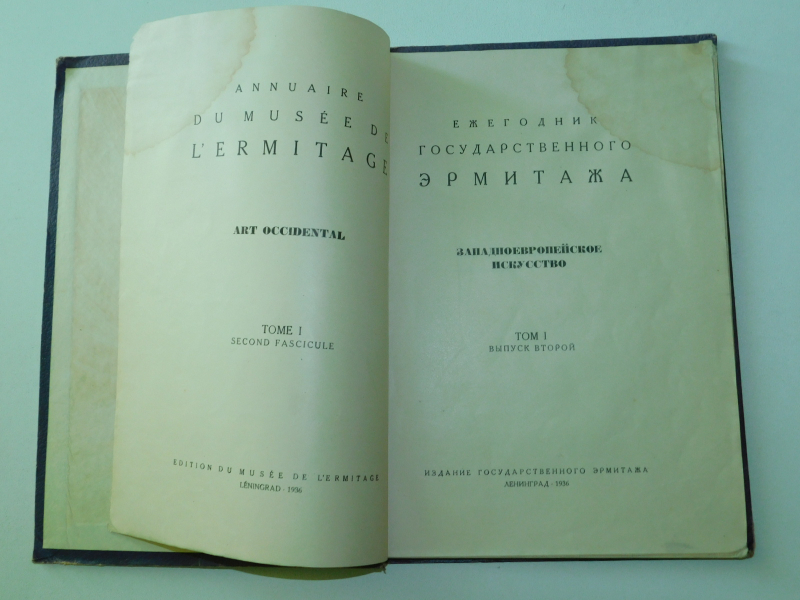 ANNUAIRE
DU MUSÉE DE
L'ERMITAGE
ART OCCIDENTAL
TOME I
SECOND FASCICULE
EDITION DU MUSÉE DE L'ERMITAGE
LÉNINGRAD · 1936
ЕЖЕГОДНИК
ГОСУДАРСТВЕННОГО
ЭРМИТАЖА
ЗАПАДНОЕВРОПЕЙСКОЕ
ИСКУССТВО
ТОМ I
ВЫПУСК ВТОРОЙ
ИЗДАНИЕ ГОСУДАРСТВЕННОГО ЭРМИТАЖА
ЛЕНИНГРАД · 1936